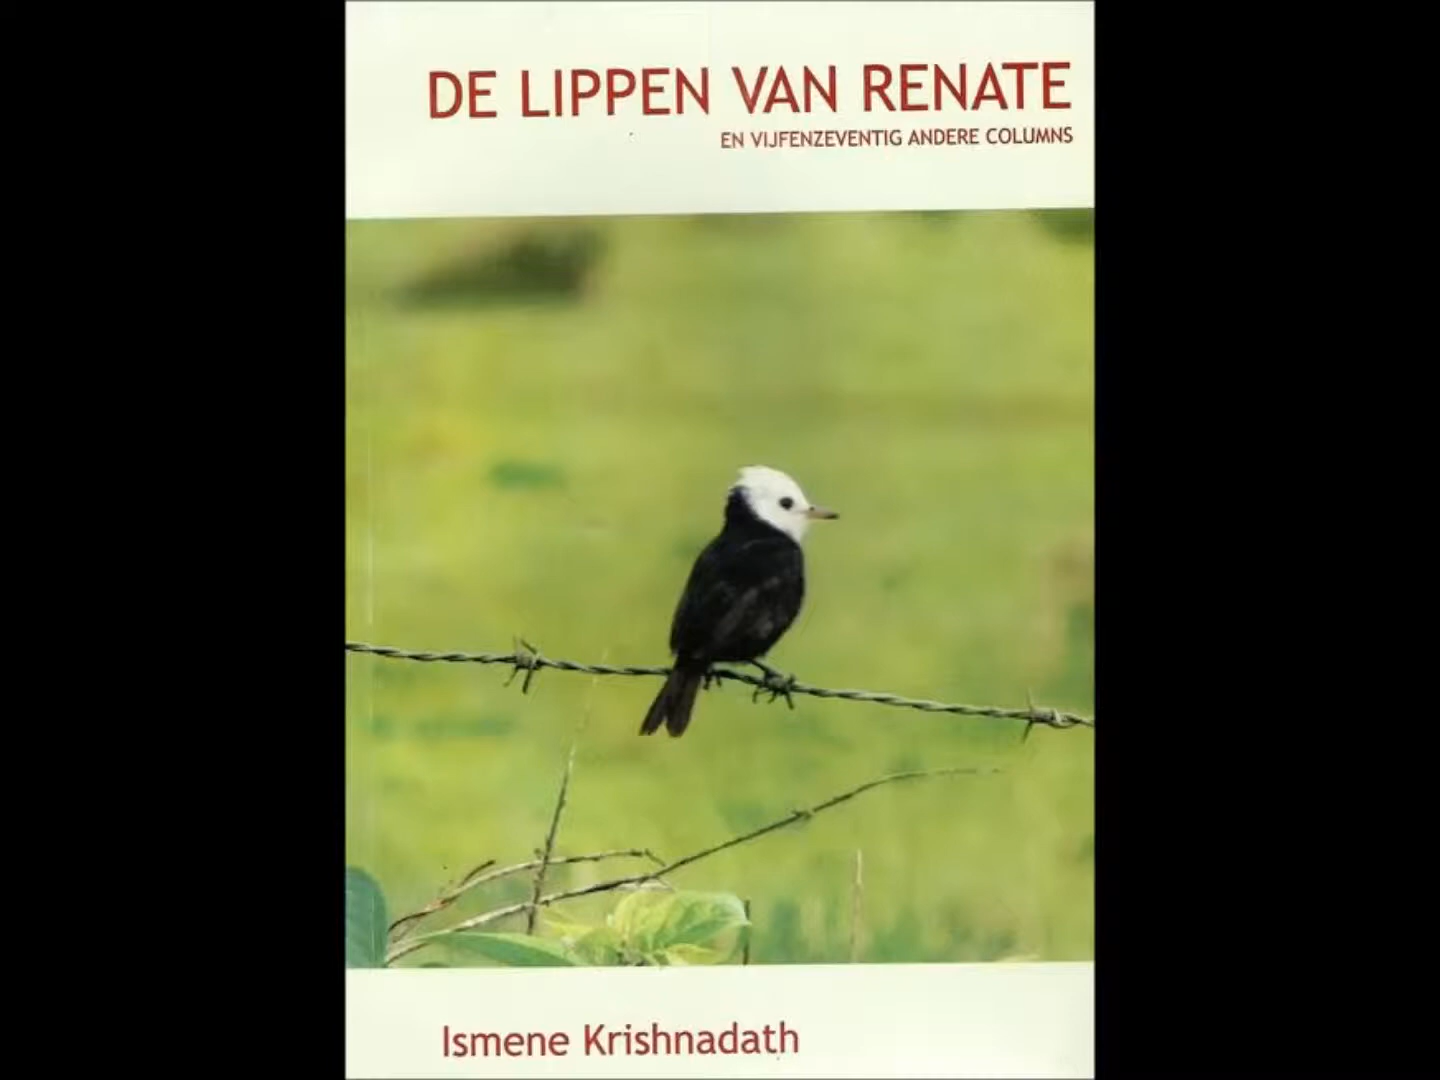 DE LIPPEN VAN RENATE
EN VIJFENZEVENTIG ANDERE COLUMNS
Ismene Krishnadath